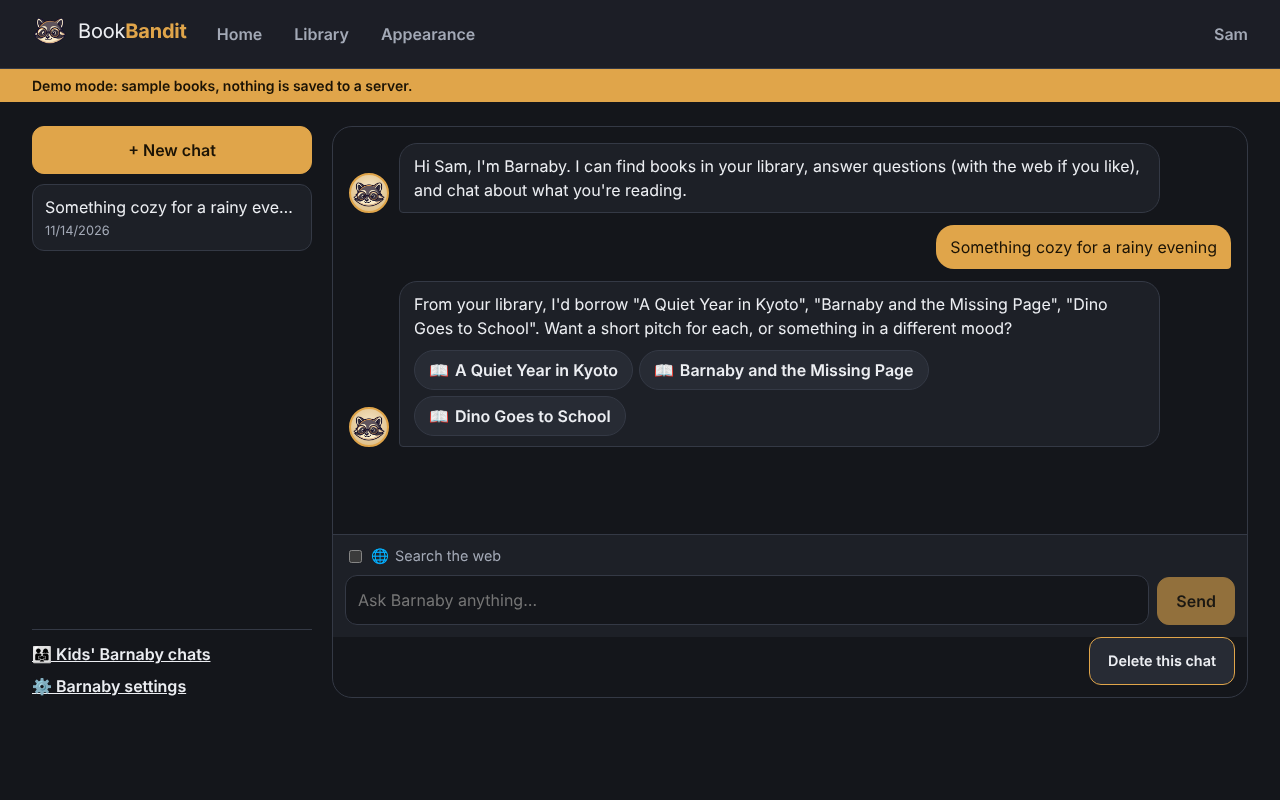 BookBandit
Home
Library
Appearance
Sam
Demo mode: sample books, nothing is saved to a server.
+ New chat
Something cozy for a rainy eve...
11/14/2026
Kids' Barnaby chats
Barnaby settings
Hi Sam, I'm Barnaby. I can find books in your library, answer questions (with the web if you like),
and chat about what you're reading.
Something cozy for a rainy evening
From your library, I'd borrow "A Quiet Year in Kyoto", "Barnaby and the Missing Page", "Dino
Goes to School". Want a short pitch for each, or something in a different mood?
A Quiet Year in Kyoto
Barnaby and the Missing Page
Dino Goes to School
Search the web
Ask Barnaby anything...
Send
Delete this chat